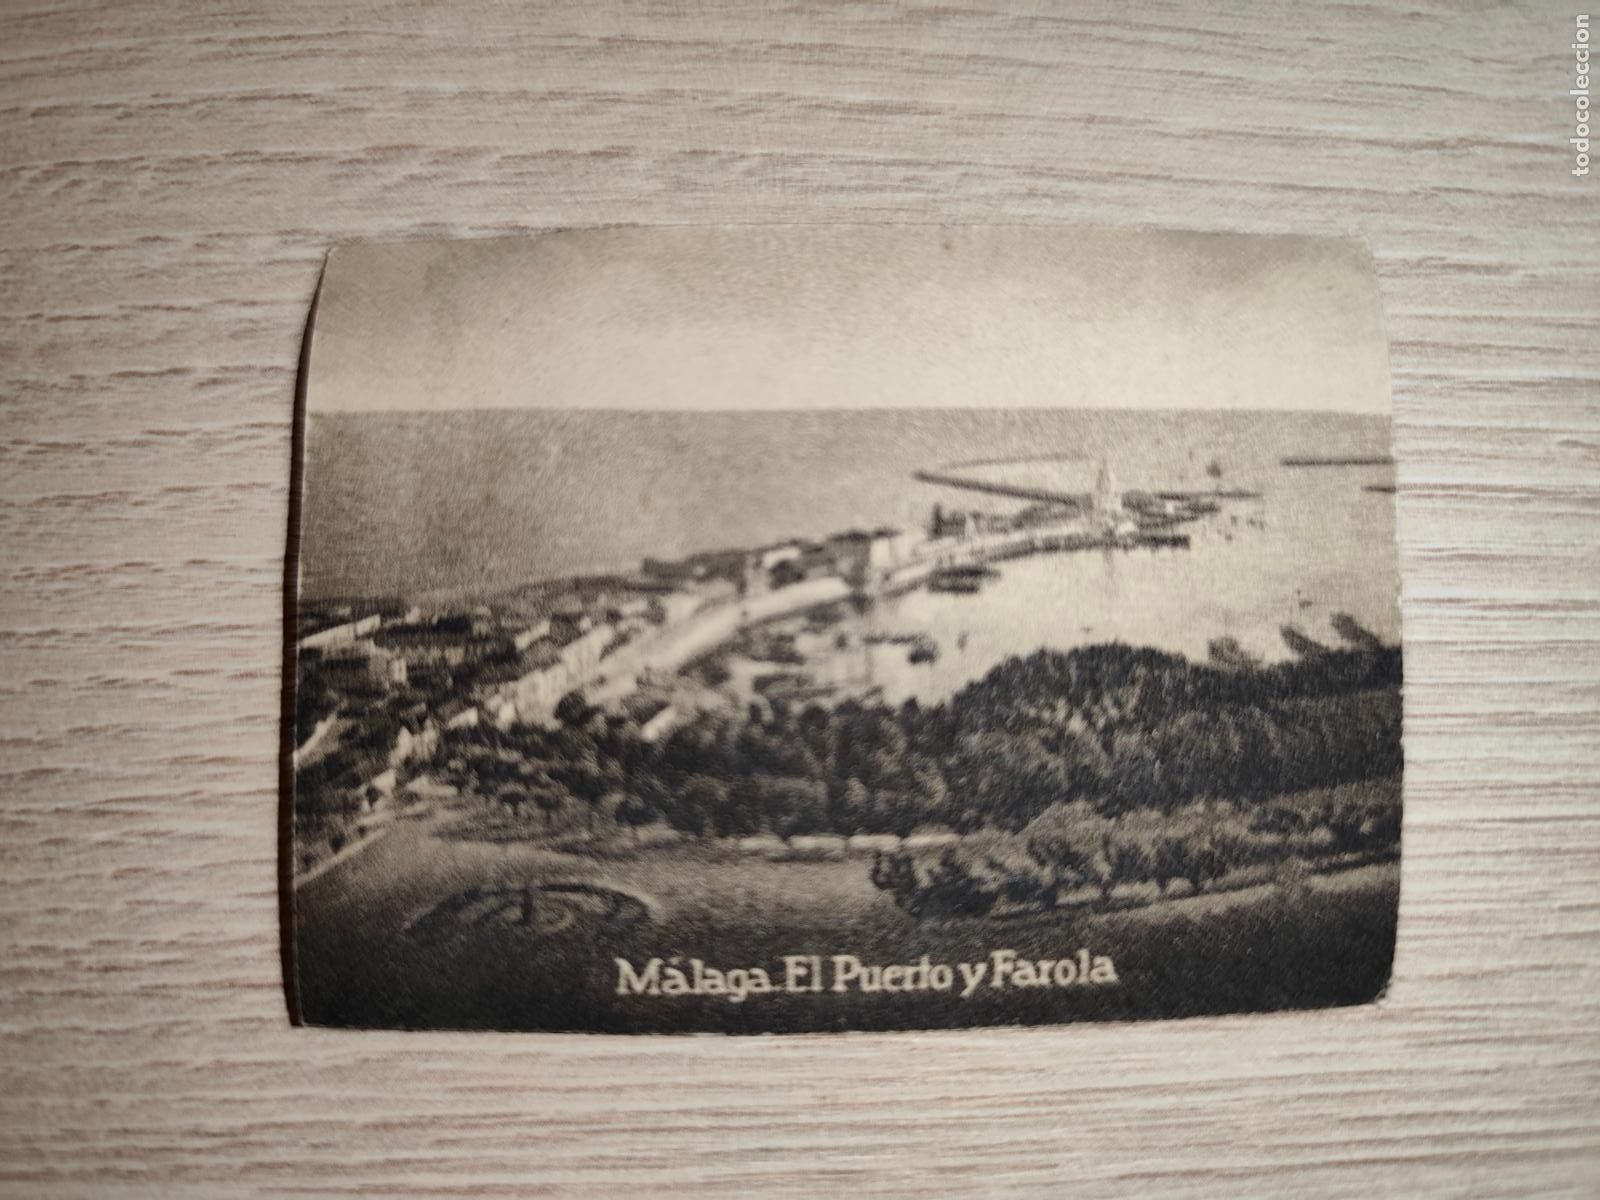 todocoleccion
Málaga. El Puerto y Farola